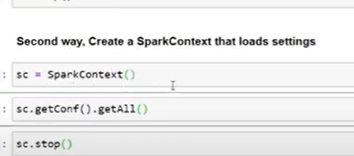 Second way, Create a SparkContext that loads settings
: sc = SparkContext()
: sc.getConf().getAll()
: sc.stop()